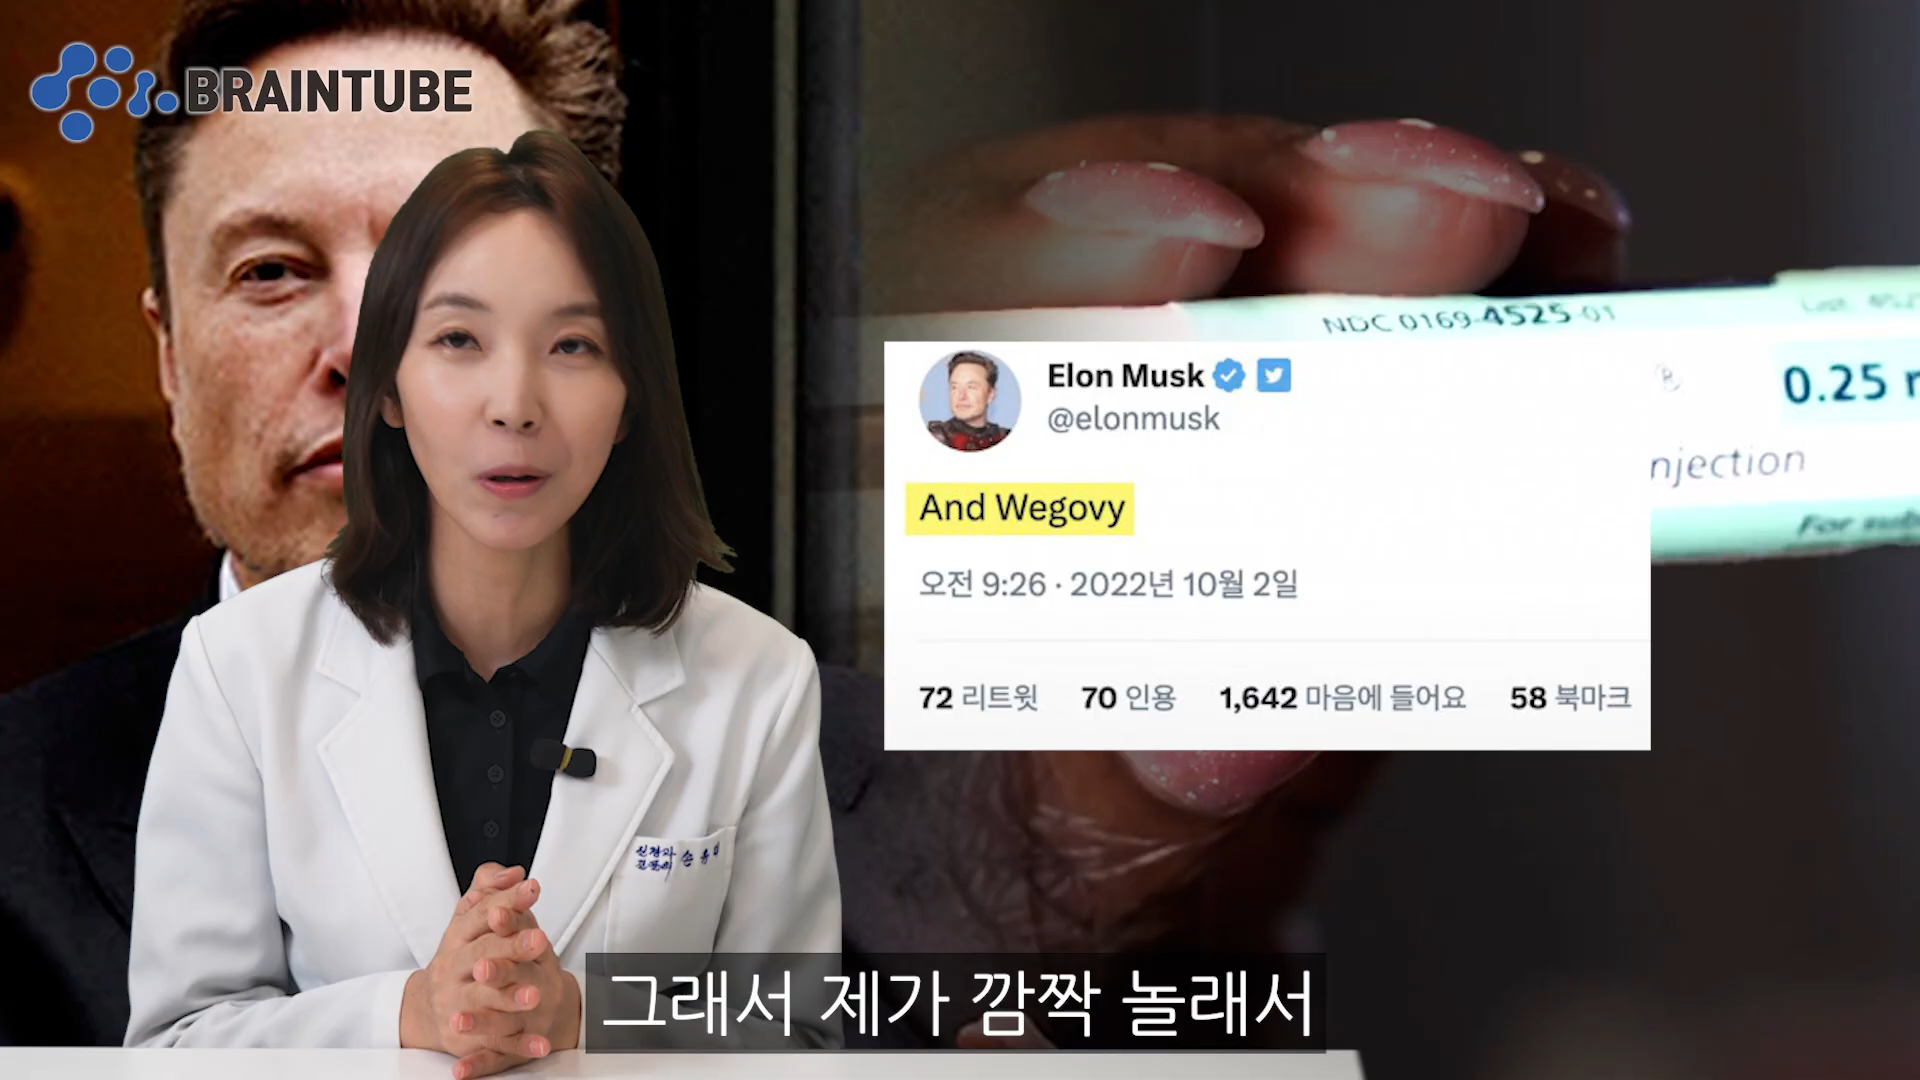 BRAINTUBE
NDC 0169-4525-01
Elon Musk
@elonmusk
0.25
njection
And Wegovy
For sub
오전 9:26 · 2022년 10월 2일
72 리트윗 70 인용 1,642 마음에 들어요 58 북마크
그래서 제가 깜짝 놀래서